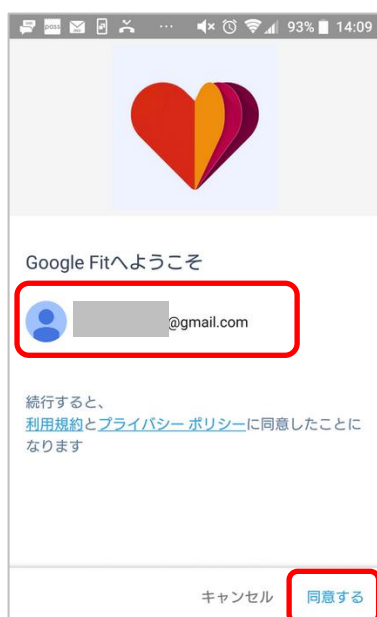 93% 14:09
Google Fitへようこそ
@gmail.com
続行すると、
利用規約とプライバシー ポリシーに同意したことに
なります
キャンセル 同意する